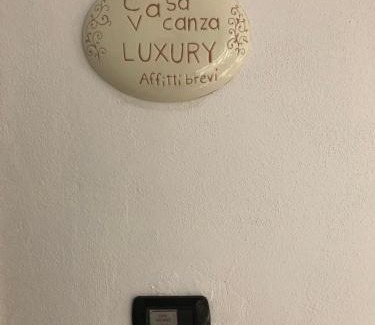 Casa
Vacanza
LUXURY
Affitti brevi